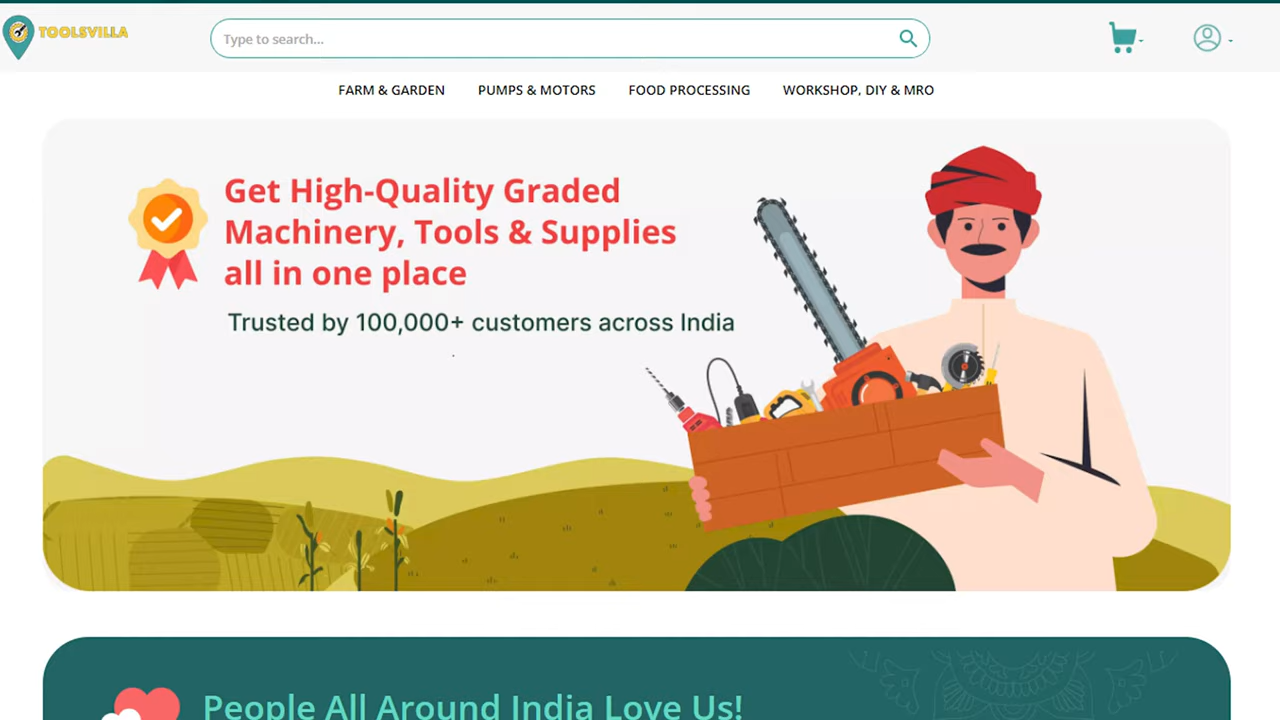 TOOLSVILLA
Type to search...
FARM & GARDEN PUMPS & MOTORS FOOD PROCESSING WORKSHOP, DIY & MRO
Get High-Quality Graded
Machinery, Tools & Supplies
all in one place
Trusted by 100,000+ customers across India
People All Around India Love Us!